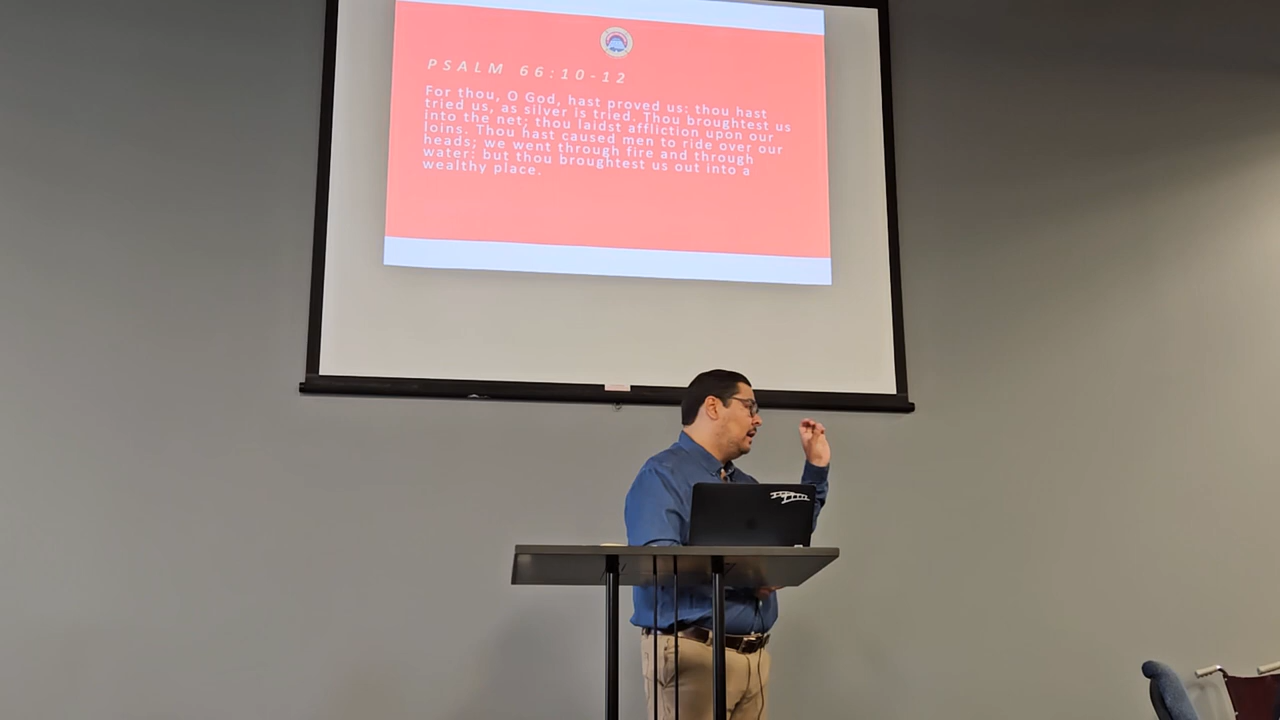 PSALM 66:10-12
For thou, O God, hast proved us: thou hast
tried us, as silver is tried. Thou broughtest us
into the net; thou laidst affliction upon our
loins. Thou hast caused men to ride over our
heads; we went through fire and through
water: but thou broughtest us out into a
wealthy place.